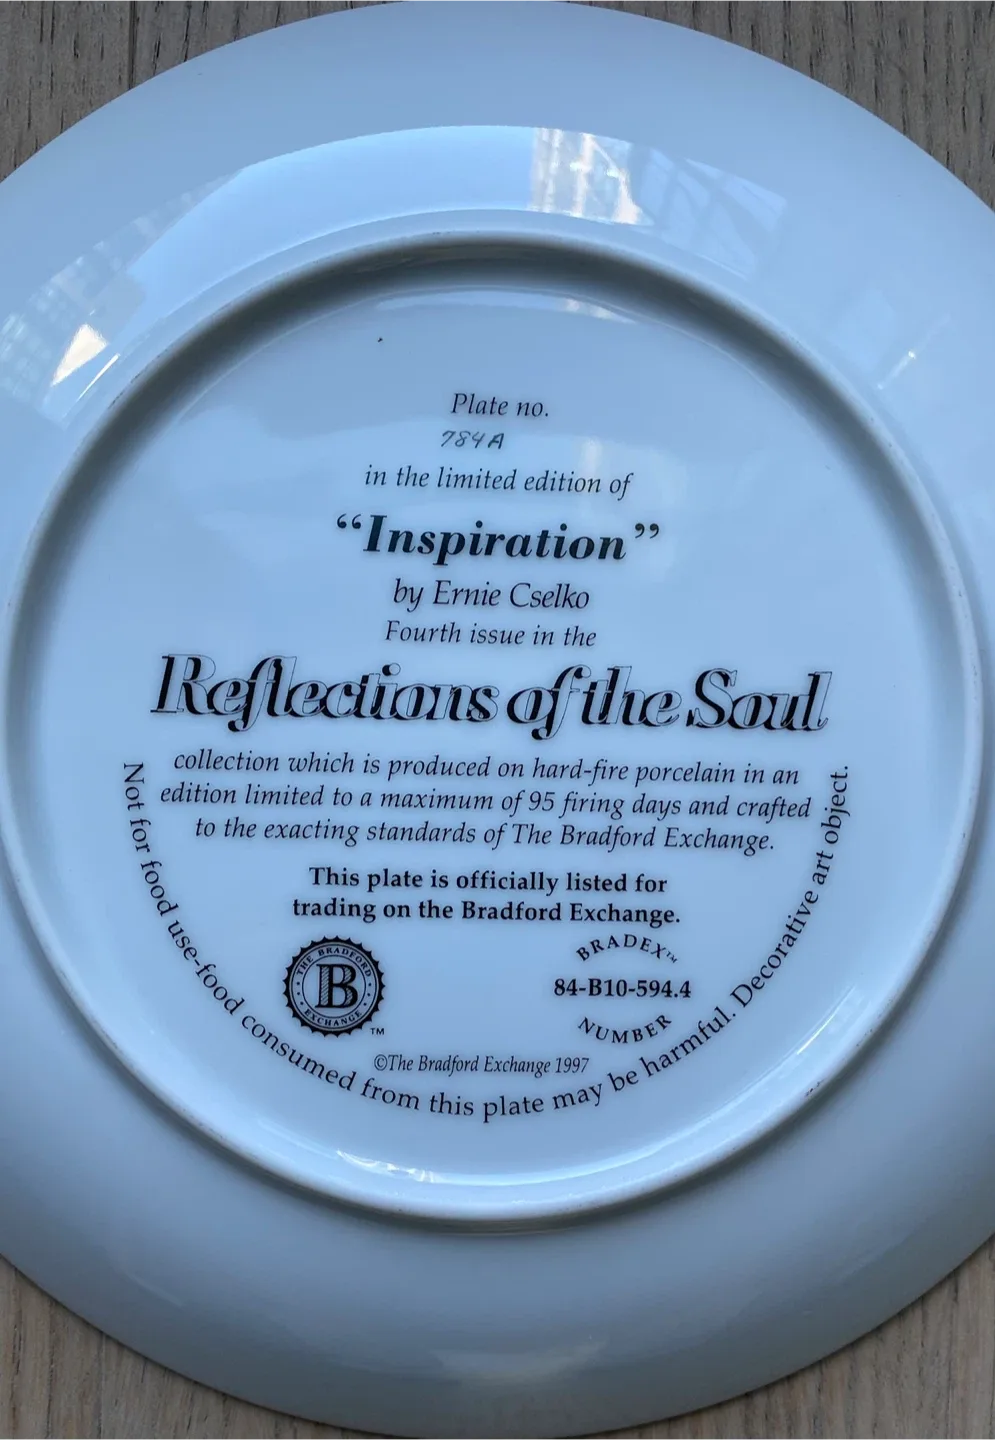 Plate no.
784A
in the limited edition of
“Inspiration”
by Ernie Cselko
Fourth issue in the
Reflections of the Soul
collection which is produced on hard-fire porcelain in an
edition limited to a maximum of 95 firing days and crafted
to the exacting standards of The Bradford Exchange.
This plate is officially listed for
trading on the Bradford Exchange.
THE BRADFORD
B
EXCHANGE
TM
BRADEX™
84-B10-594.4
NUMBER
©The Bradford Exchange 1997
Not for food use-food consumed from this plate may be harmful. Decorative art object.